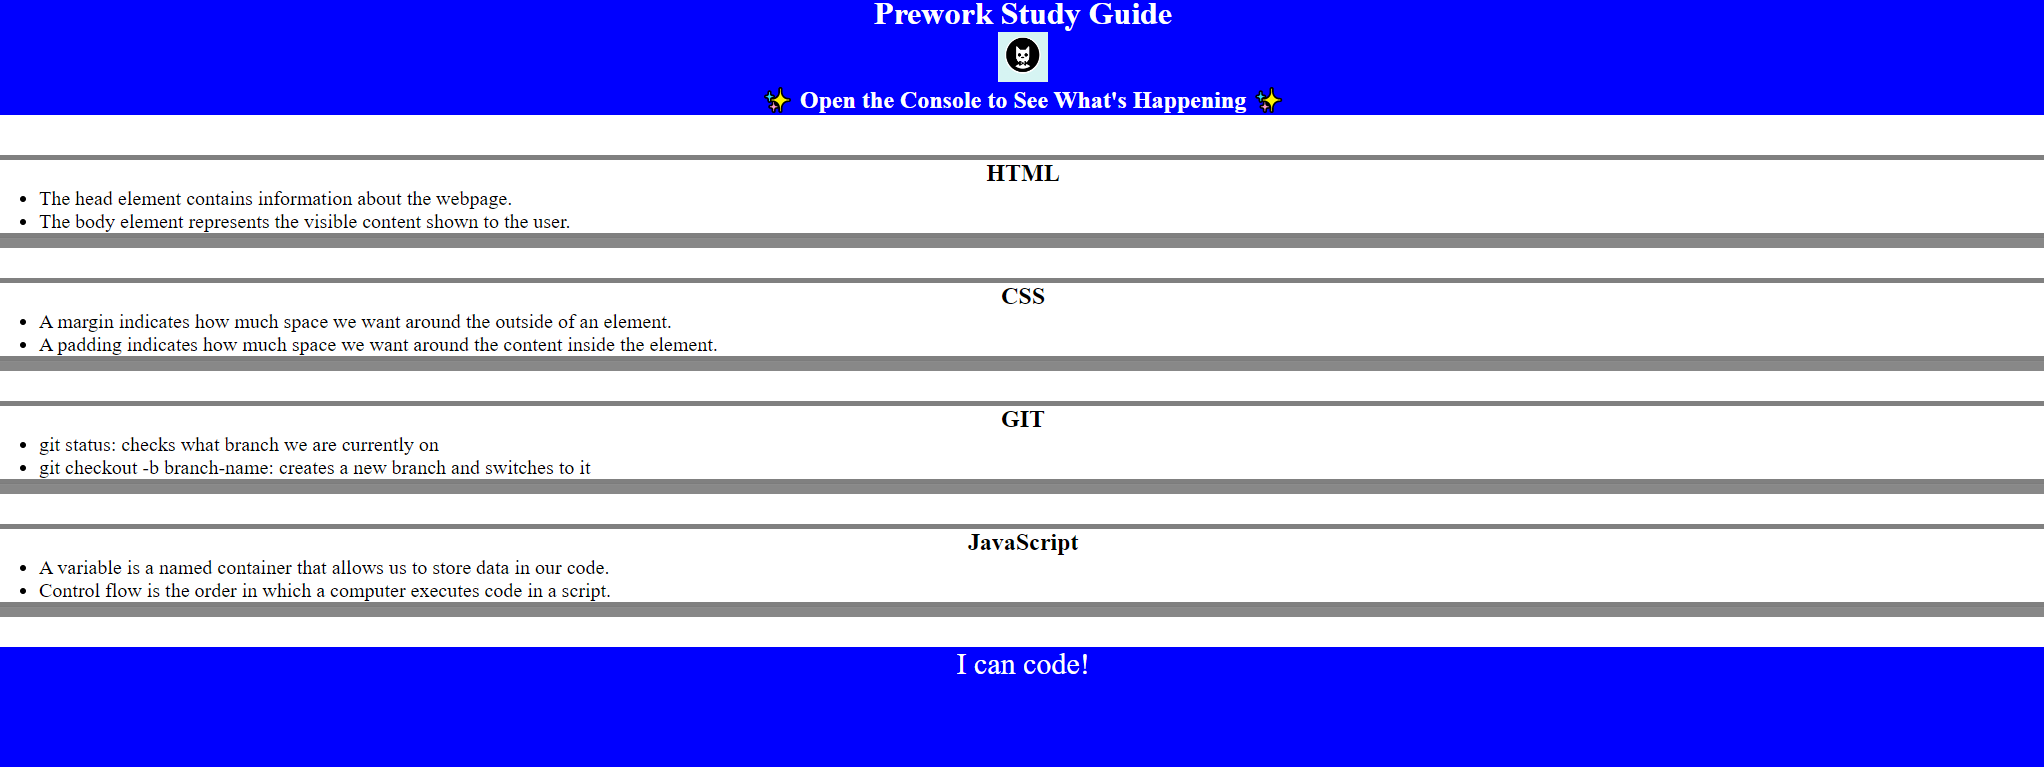 Prework Study Guide
✨ Open the Console to See What's Happening ✨
HTML
• The head element contains information about the webpage.
• The body element represents the visible content shown to the user.
CSS
• A margin indicates how much space we want around the outside of an element.
• A padding indicates how much space we want around the content inside the element.
GIT
• git status: checks what branch we are currently on
• git checkout -b branch-name: creates a new branch and switches to it
JavaScript
• A variable is a named container that allows us to store data in our code.
• Control flow is the order in which a computer executes code in a script.
I can code!